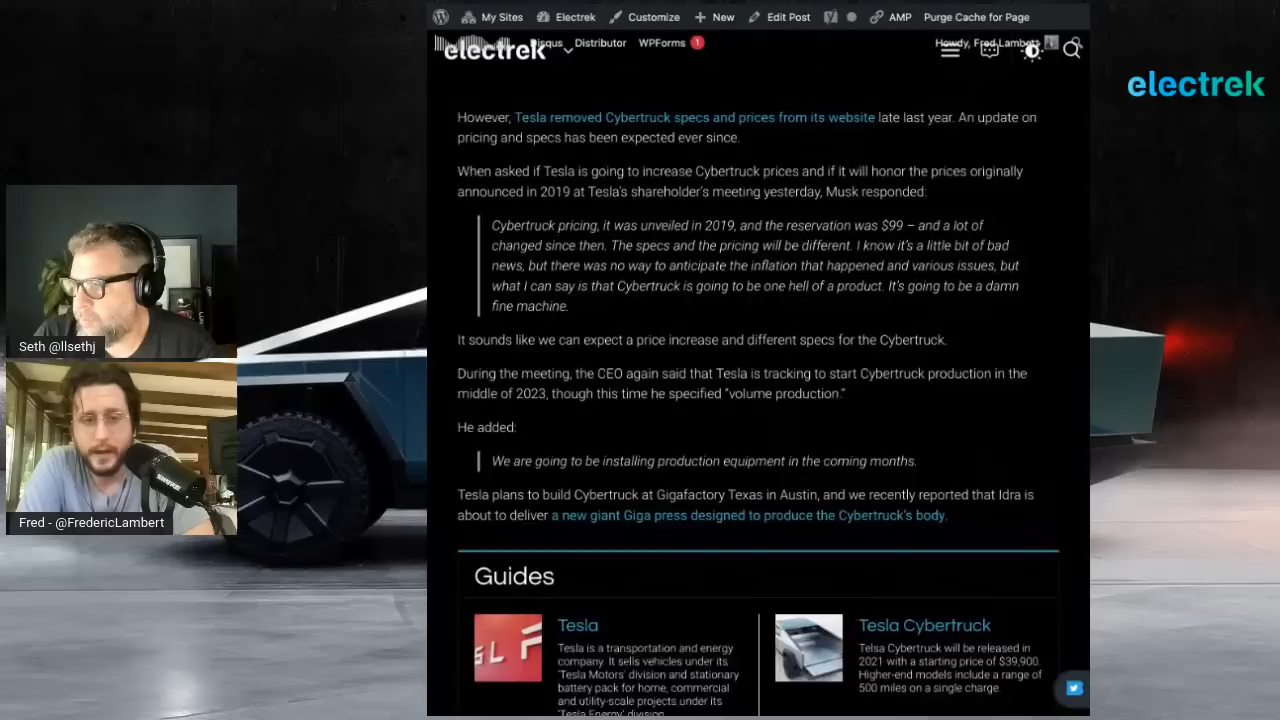 My Sites Electrek Customize New Edit Post AMP Purge Cache for Page
electrek Disqus Distributor WPForms 1 Howdy, Fred Lambert
electrek
However, Tesla removed Cybertruck specs and prices from its website late last year. An update on
pricing and specs has been expected ever since.
When asked if Tesla is going to increase Cybertruck prices and if it will honor the prices originally
announced in 2019 at Tesla's shareholder's meeting yesterday, Musk responded:
Cybertruck pricing, it was unveiled in 2019, and the reservation was $99 – and a lot of
changed since then. The specs and the pricing will be different. I know it's a little bit of bad
news, but there was no way to anticipate the inflation that happened and various issues, but
what I can say is that Cybertruck is going to be one hell of a product. It's going to be a damn
fine machine.
It sounds like we can expect a price increase and different specs for the Cybertruck.
During the meeting, the CEO again said that Tesla is tracking to start Cybertruck production in the
middle of 2023, though this time he specified "volume production."
He added:
We are going to be installing production equipment in the coming months.
Tesla plans to build Cybertruck at Gigafactory Texas in Austin, and we recently reported that Idra is
about to deliver a new giant Giga press designed to produce the Cybertruck's body.
Guides
Tesla
Tesla is a transportation and energy
company. It sells vehicles under its
'Tesla Motors' division and stationary
battery pack for home, commercial
and utility-scale projects under its
'Tesla Energy' division
Tesla Cybertruck
Telsa Cybertruck will be released in
2021 with a starting price of $39,900.
Higher-end models include a range of
500 miles on a single charge.
Seth @llsethj
Fred - @FredericLambert